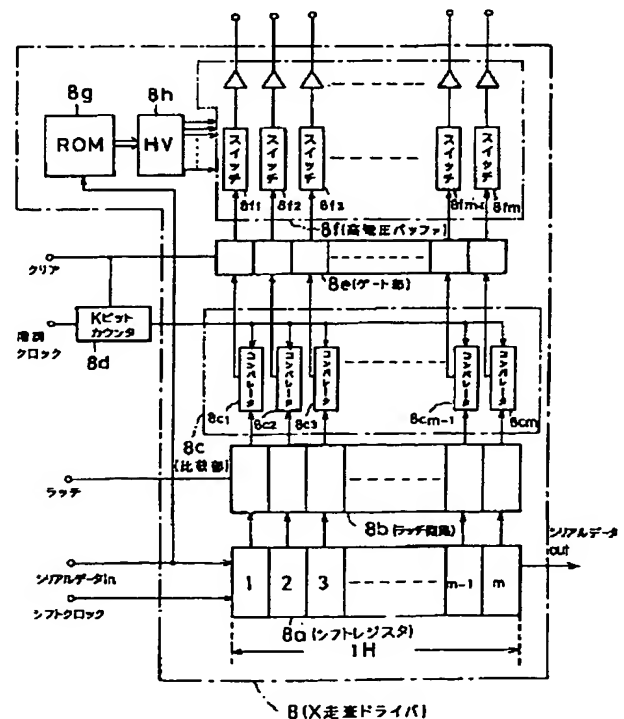 8g
8h
ROM
HV
スイッチ
スイッチ
スイッチ
スイッチ
スイッチ
8f1
8f2
8f3
8fm-1
8fm
8f(高電圧バッファ)
クリア
8e(ゲート部)
Kビット
カウンタ
階調
クロック
8d
コンパレータ
コンパレータ
コンパレータ
コンパレータ
コンパレータ
8c1
8c2
8c3
8cm-1
8cm
8c
(比較部)
ラッチ
8b(ラッチ回路)
シリアルデータ
out
シリアルデータin
シフトクロック
1
2
3
m-1
m
8a(シフトレジスタ)
1H
8(X走査ドライバ)